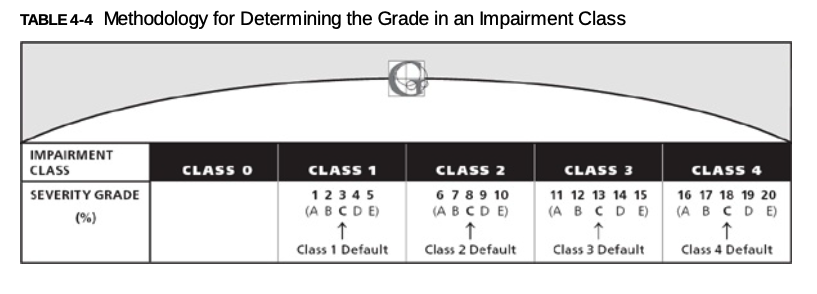 TABLE 4-4 Methodology for Determining the Grade in an Impairment Class
G
IMPAIRMENT CLASS
CLASS 0 CLASS 1 CLASS 2 CLASS 3 CLASS 4
SEVERITY GRADE (%)
1 2 3 4 5 6 7 8 9 10 11 12 13 14 15 16 17 18 19 20
(A B C D E) (A B C D E) (A B C D E) (A B C D E)
↑ ↑ ↑ ↑
Class 1 Default Class 2 Default Class 3 Default Class 4 Default